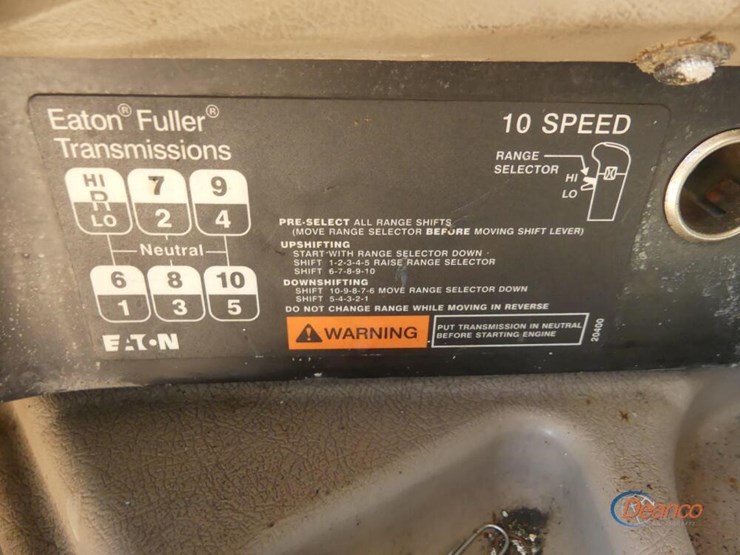 Eaton® Fuller®
Transmissions
10 SPEED
RANGE
SELECTOR
HI
LO
HI
R
LO
7
2
9
4
Neutral
6
1
8
3
10
5
EATON
PRE-SELECT ALL RANGE SHIFTS
(MOVE RANGE SELECTOR BEFORE MOVING SHIFT LEVER)
UPSHIFTING
START WITH RANGE SELECTOR DOWN
SHIFT 1-2-3-4-5 RAISE RANGE SELECTOR
SHIFT 6-7-8-9-10
DOWNSHIFTING
SHIFT 10-9-8-7-6 MOVE RANGE SELECTOR DOWN
SHIFT 5-4-3-2-1
DO NOT CHANGE RANGE WHILE MOVING IN REVERSE
WARNING
PUT TRANSMISSION IN NEUTRAL
BEFORE STARTING ENGINE
20400
Deanco